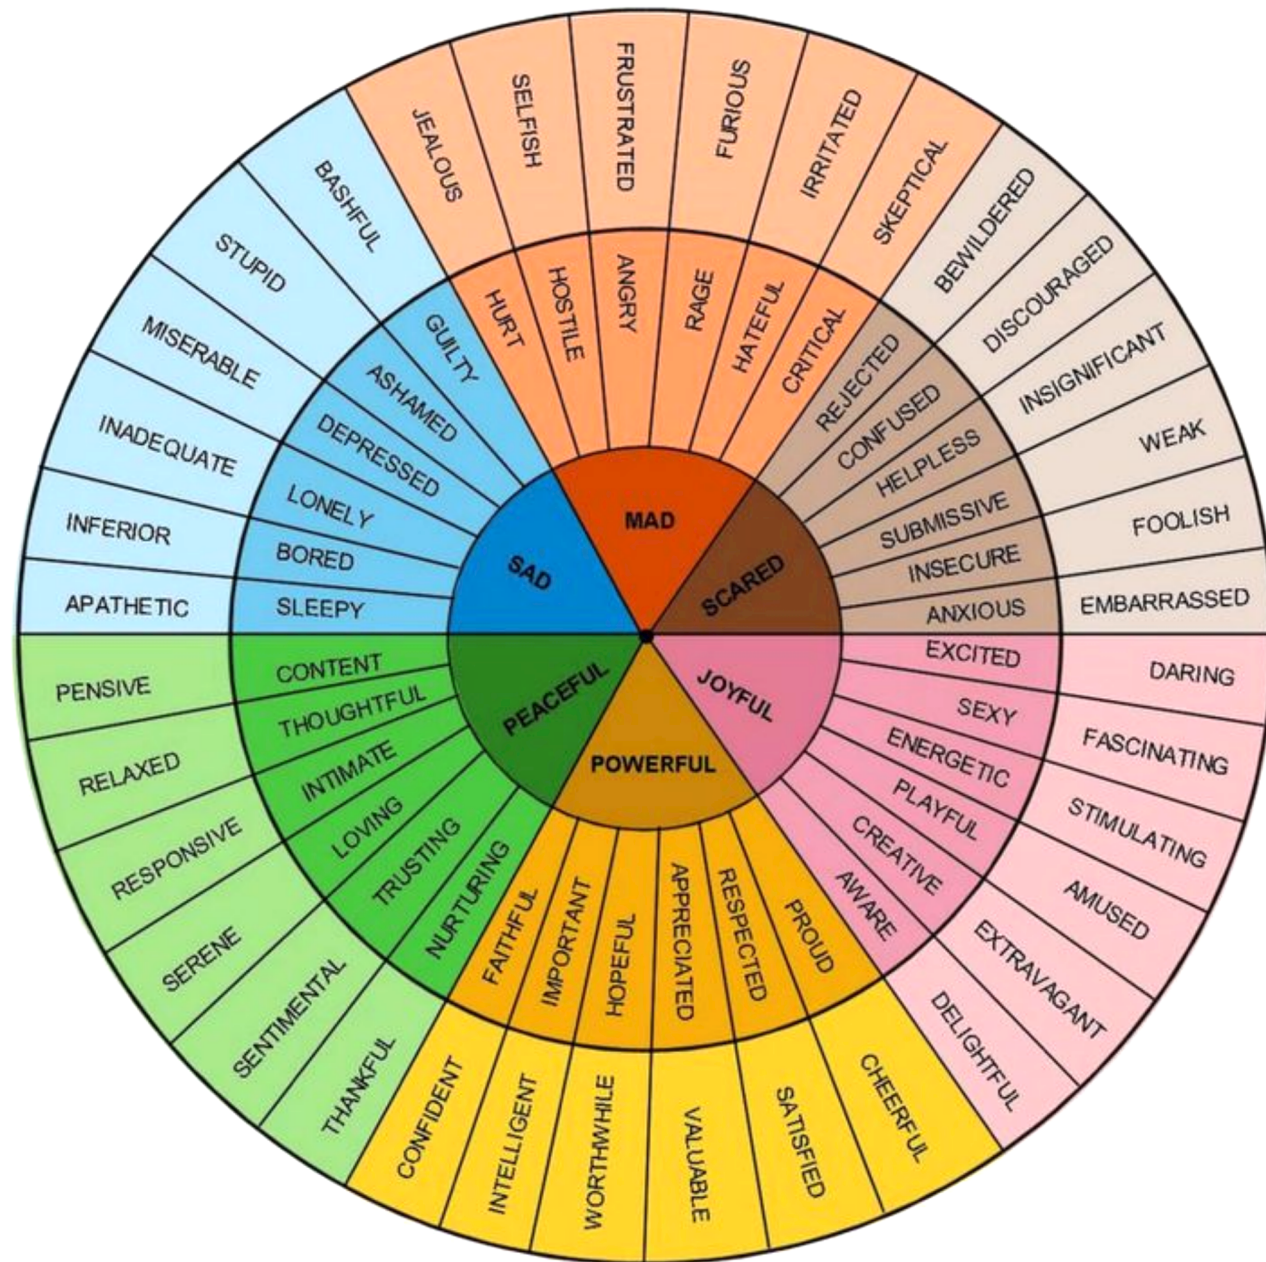 MAD
SCARED
JOYFUL
POWERFUL
PEACEFUL
SAD
HURT
HOSTILE
ANGRY
RAGE
HATEFUL
CRITICAL
REJECTED
CONFUSED
HELPLESS
SUBMISSIVE
INSECURE
ANXIOUS
EXCITED
SEXY
ENERGETIC
PLAYFUL
CREATIVE
AWARE
PROUD
RESPECTED
APPRECIATED
HOPEFUL
IMPORTANT
FAITHFUL
NURTURING
TRUSTING
LOVING
INTIMATE
THOUGHTFUL
CONTENT
SLEEPY
BORED
LONELY
DEPRESSED
ASHAMED
GUILTY
JEALOUS
SELFISH
FRUSTRATED
FURIOUS
IRRITATED
SKEPTICAL
BEWILDERED
DISCOURAGED
INSIGNIFICANT
WEAK
FOOLISH
EMBARRASSED
DARING
FASCINATING
STIMULATING
AMUSED
EXTRAVAGANT
DELIGHTFUL
CHEERFUL
SATISFIED
VALUABLE
WORTHWHILE
INTELLIGENT
CONFIDENT
THANKFUL
SENTIMENTAL
SERENE
RESPONSIVE
RELAXED
PENSIVE
APATHETIC
INFERIOR
INADEQUATE
MISERABLE
STUPID
BASHFUL